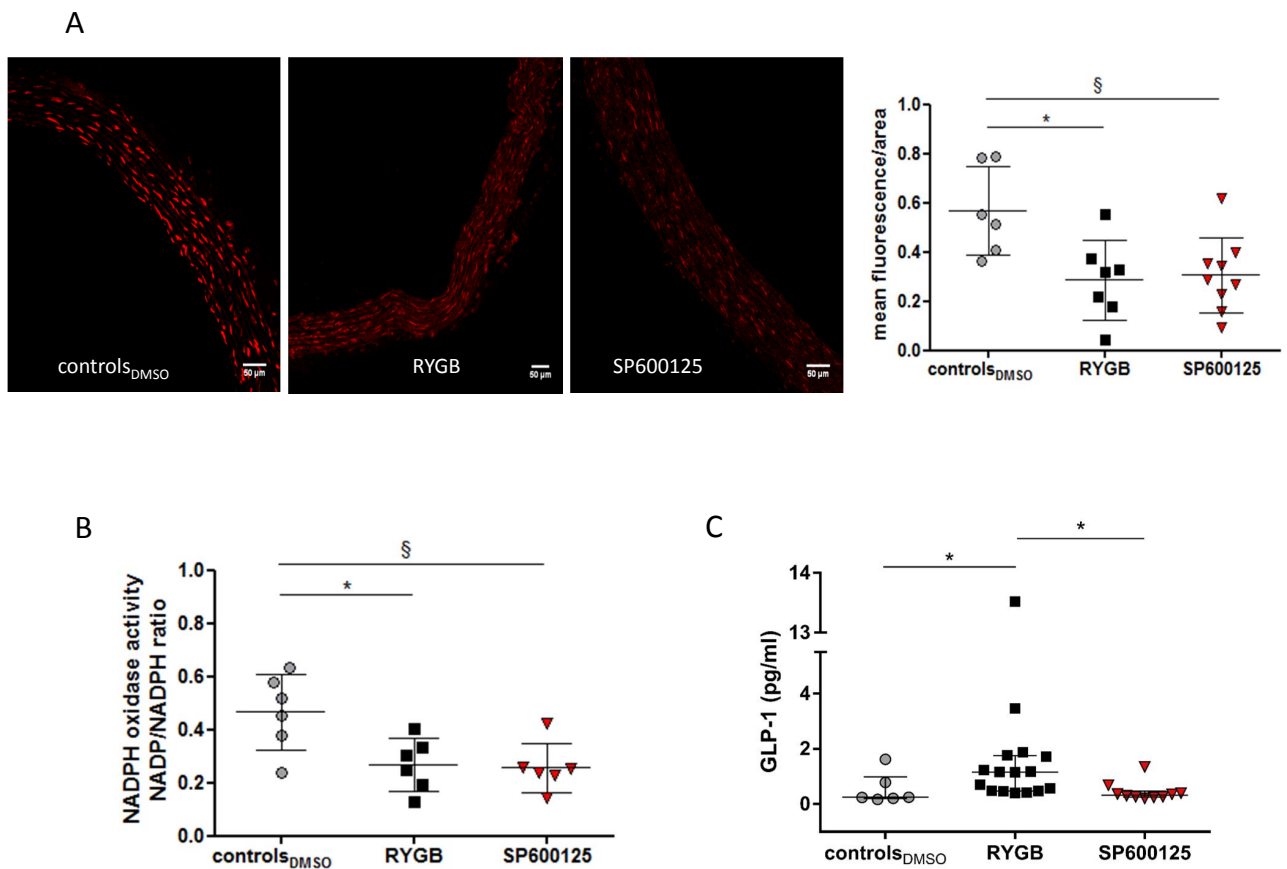 A
controlsDMSO
50 µm
RYGB
50 µm
SP600125
50 µm
mean fluorescence/area
1.0
0.8
0.6
0.4
0.2
0.0
§
*
controlsDMSO
RYGB
SP600125
B
NADPH oxidase activity
NADP/NADPH ratio
1.0
0.8
0.6
0.4
0.2
0.0
§
*
controlsDMSO
RYGB
SP600125
C
GLP-1 (pg/ml)
14
13
4
2
0
*
*
controlsDMSO
RYGB
SP600125